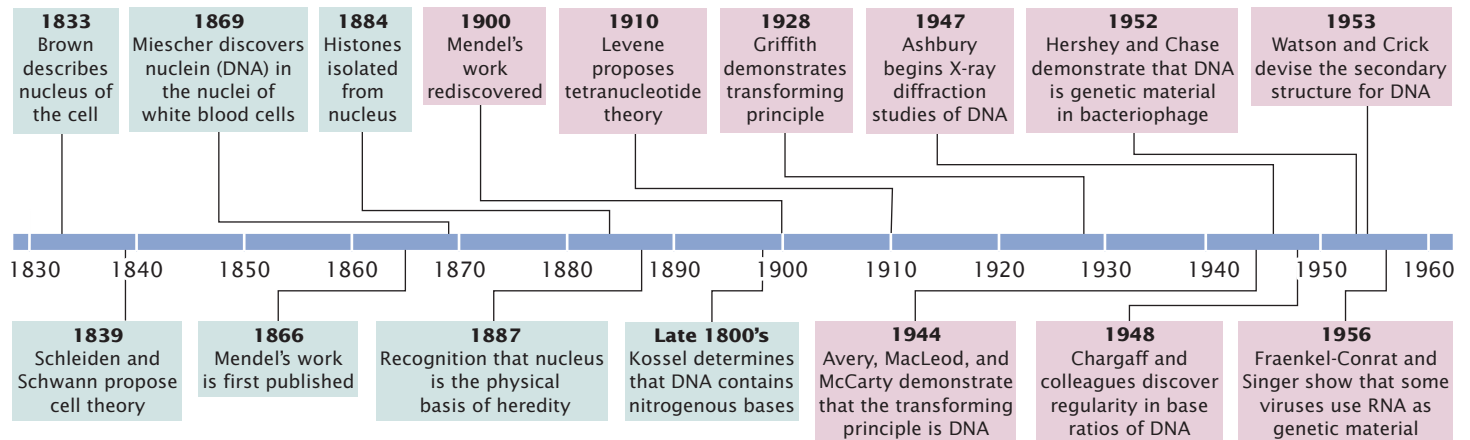 1833
Brown
describes
nucleus of
the cell
1869
Miescher discovers
nuclein (DNA) in
the nuclei of
white blood cells
1884
Histones
isolated
from
nucleus
1900
Mendel's
work
rediscovered
1910
Levene
proposes
tetranucleotide
theory
1928
Griffith
demonstrates
transforming
principle
1947
Ashbury
begins X-ray
diffraction
studies of DNA
1952
Hershey and Chase
demonstrate that DNA
is genetic material
in bacteriophage
1953
Watson and Crick
devise the secondary
structure for DNA
1830 1840 1850 1860 1870 1880 1890 1900 1910 1920 1930 1940 1950 1960
1839
Schleiden and
Schwann propose
cell theory
1866
Mendel's work
is first published
1887
Recognition that nucleus
is the physical
basis of heredity
Late 1800's
Kossel determines
that DNA contains
nitrogenous bases
1944
Avery, MacLeod, and
McCarty demonstrate
that the transforming
principle is DNA
1948
Chargaff and
colleagues discover
regularity in base
ratios of DNA
1956
Fraenkel-Conrat and
Singer show that some
viruses use RNA as
genetic material